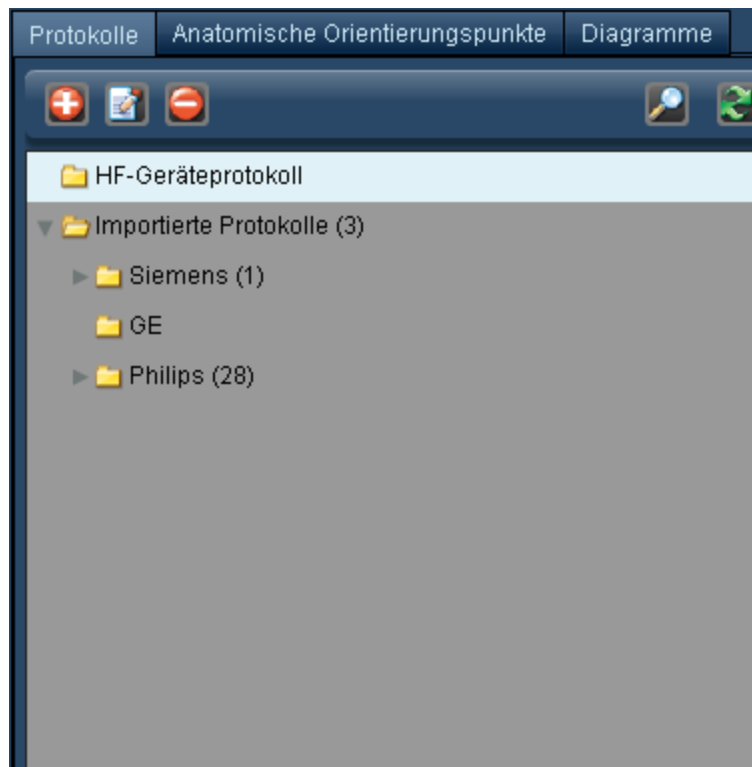 Protokolle Anatomische Orientierungspunkte Diagramme
HF-Geräteprotokoll
Importierte Protokolle (3)
Siemens (1)
GE
Philips (28)